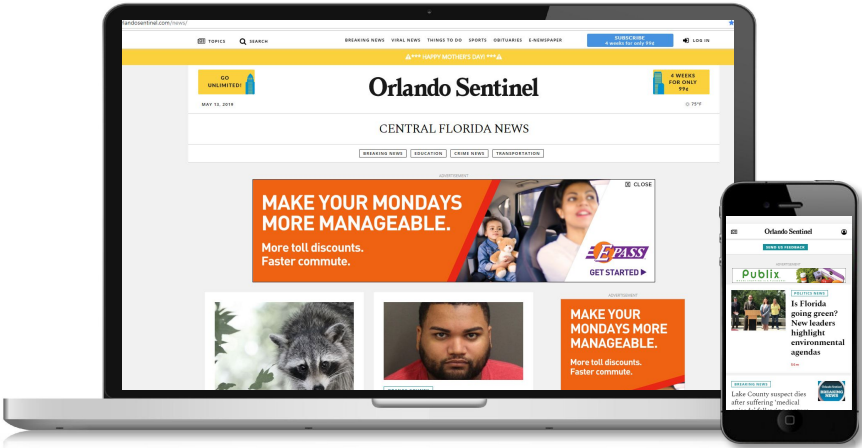 landosentinel.com/news/
TOPICS
SEARCH
BREAKING NEWS VIRAL NEWS THINGS TO DO SPORTS OBITUARIES E-NEWSPAPER
SUBSCRIBE
4 weeks for only 99¢
LOG IN
*** HAPPY MOTHER'S DAY! ***
GO
UNLIMITED!
Orlando Sentinel
4 WEEKS
FOR ONLY
99¢
MAY 13, 2019
75°F
CENTRAL FLORIDA NEWS
BREAKING NEWS
EDUCATION
CRIME NEWS
TRANSPORTATION
ADVERTISEMENT
CLOSE
MAKE YOUR MONDAYS
MORE MANAGEABLE.
More toll discounts.
Faster commute.
E PASS
GET STARTED
ADVERTISEMENT
MAKE YOUR
MONDAYS MORE
MANAGEABLE.
More toll discounts.
Faster commute.
Orlando Sentinel
SEND US FEEDBACK
ADVERTISEMENT
Publix
POLITICS NEWS
Is Florida
going green?
New leaders
highlight
environmental
agendas
BREAKING NEWS
Lake County suspect dies
after suffering 'medical
Orlando Sentinel
BREAKING
NEWS